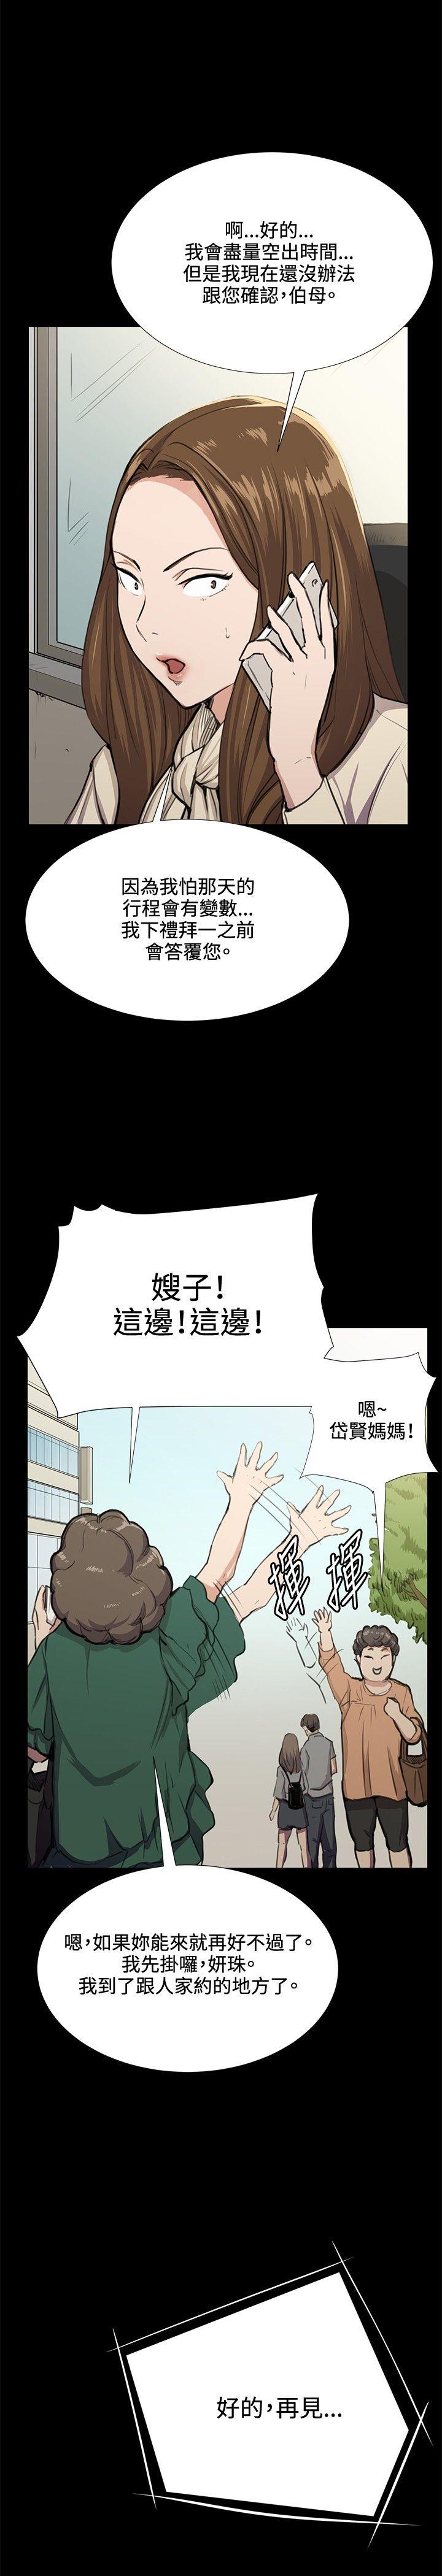 啊...好的...
我會盡量空出時間...
但是我現在還沒辦法
跟您確認，伯母。
因為我怕那天的
行程會有變數...
我下禮拜一之前
會答覆您。
嫂子！
這邊！這邊！
嗯~
岱賢媽媽！
揮 揮
嗯，如果妳能來就再好不過了。
我先掛囉，妍珠。
我到了跟人家約的地方了。
好的，再見...